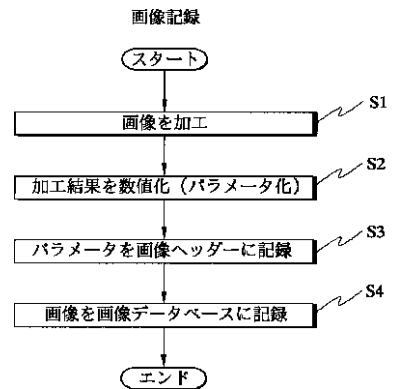 画像記録
スタート
画像を加工
S1
加工結果を数値化（パラメータ化）
S2
パラメータを画像ヘッダーに記録
S3
画像を画像データベースに記録
S4
エンド